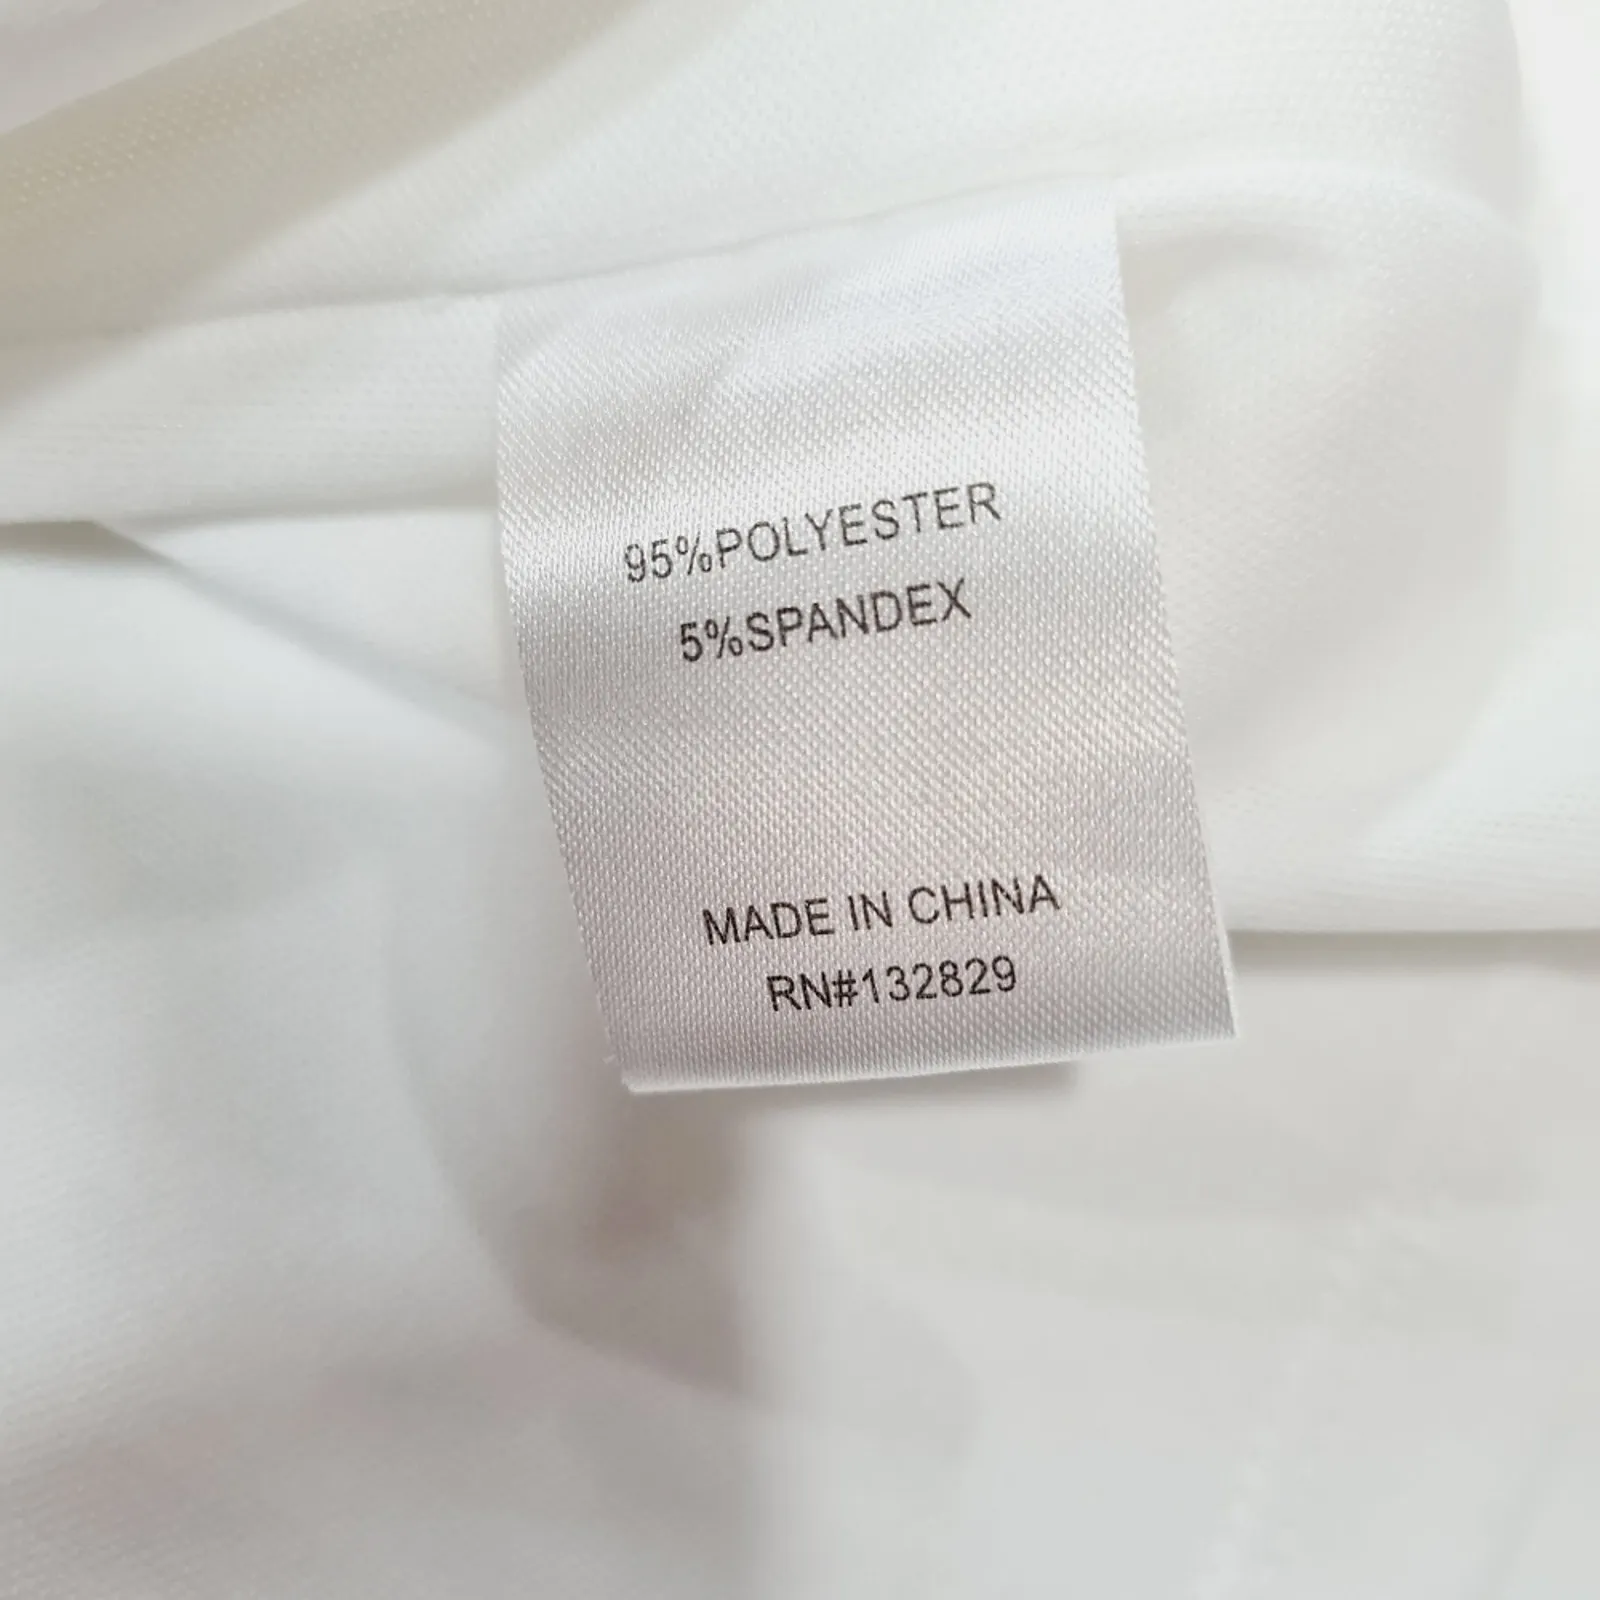 95%POLYESTER
5%SPANDEX
MADE IN CHINA
RN#132829